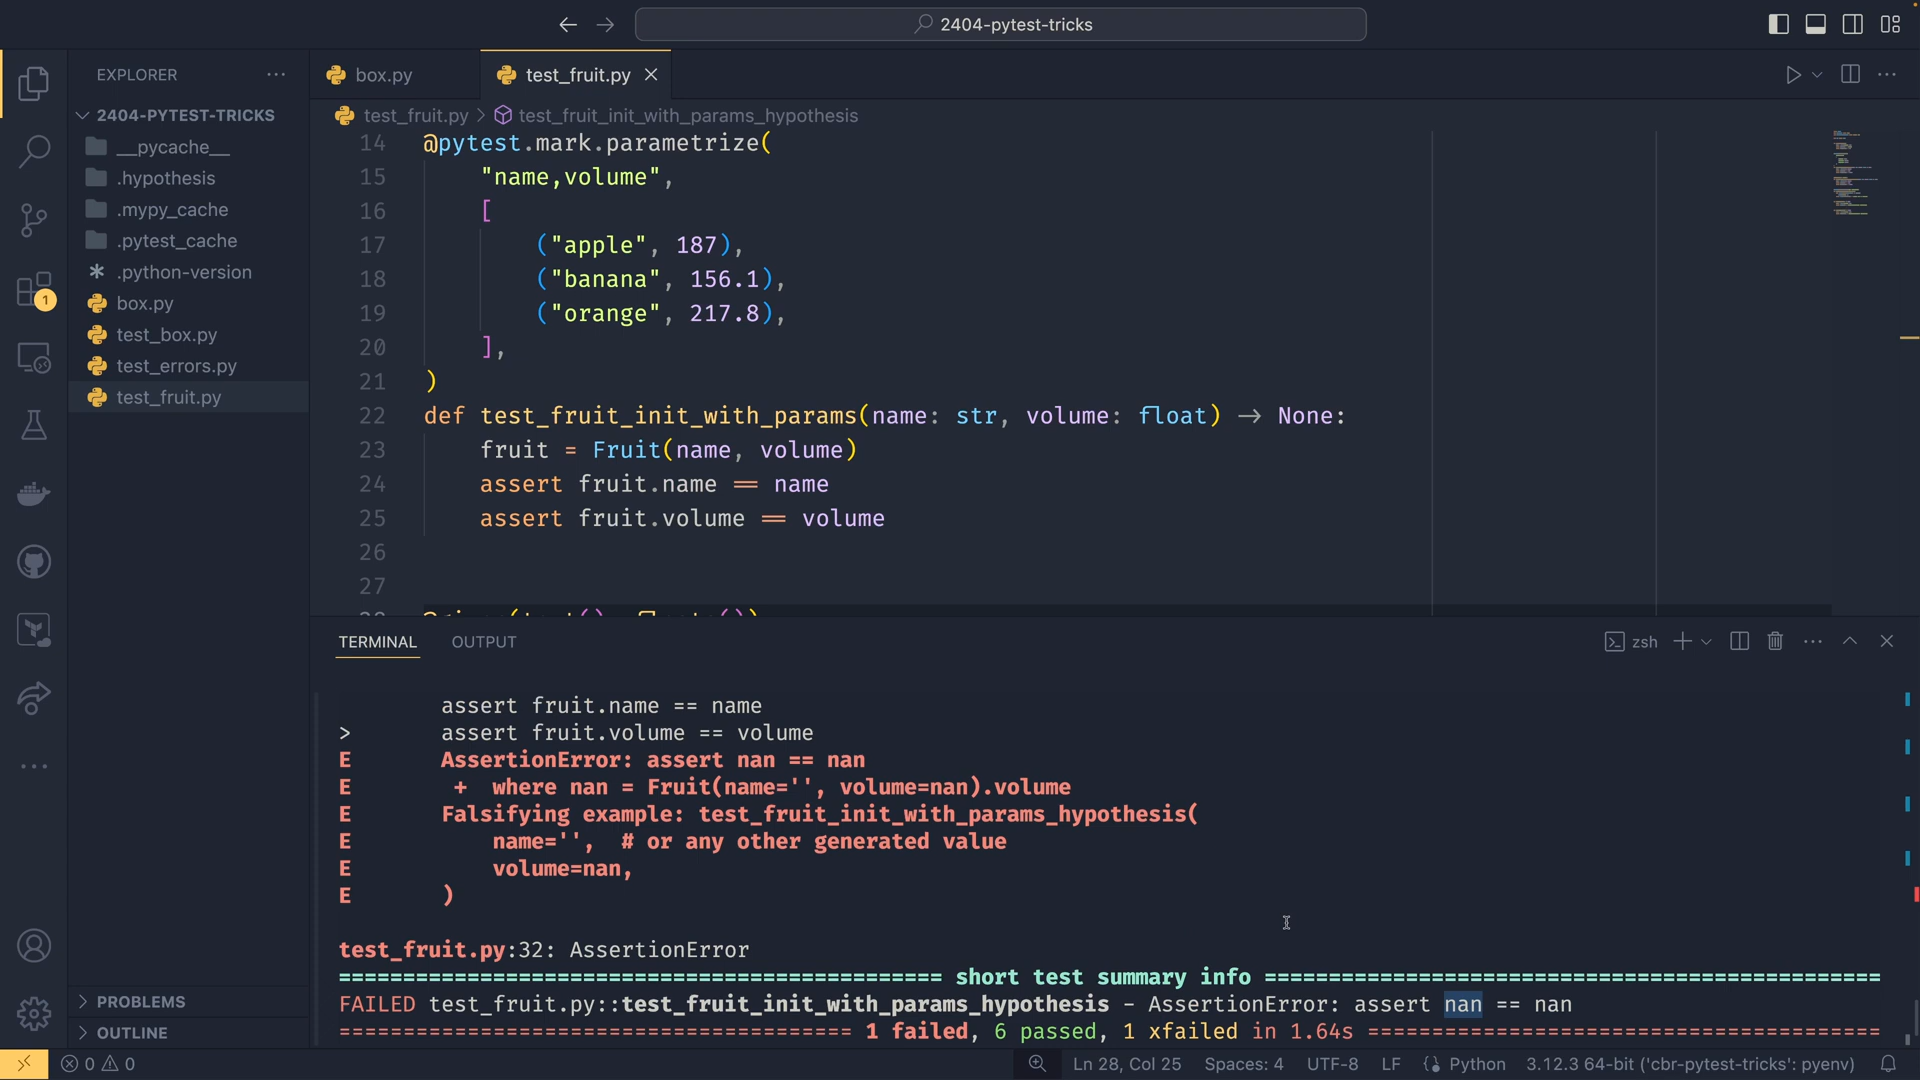 2404-pytest-tricks
EXPLORER
box.py
test_fruit.py
2404-PYTEST-TRICKS
__pycache__
.hypothesis
.mypy_cache
.pytest_cache
.python-version
box.py
test_box.py
test_errors.py
test_fruit.py
PROBLEMS
OUTLINE
test_fruit.py > test_fruit_init_with_params_hypothesis
14 @pytest.mark.parametrize(
15 "name,volume",
16 [
17 ("apple", 187),
18 ("banana", 156.1),
19 ("orange", 217.8),
20 ],
21 )
22 def test_fruit_init_with_params(name: str, volume: float) -> None:
23 fruit = Fruit(name, volume)
24 assert fruit.name == name
25 assert fruit.volume == volume
26
27
TERMINAL
OUTPUT
zsh
assert fruit.name == name
> assert fruit.volume == volume
E AssertionError: assert nan == nan
E + where nan = Fruit(name='', volume=nan).volume
E Falsifying example: test_fruit_init_with_params_hypothesis(
E name='', # or any other generated value
E volume=nan,
E )
test_fruit.py:32: AssertionError
=============================================== short test summary info ================================================
FAILED test_fruit.py::test_fruit_init_with_params_hypothesis - AssertionError: assert nan == nan
======================================== 1 failed, 6 passed, 1 xfailed in 1.64s ========================================
0 0
Ln 28, Col 25
Spaces: 4
UTF-8
LF
Python
3.12.3 64-bit ('cbr-pytest-tricks': pyenv)
1